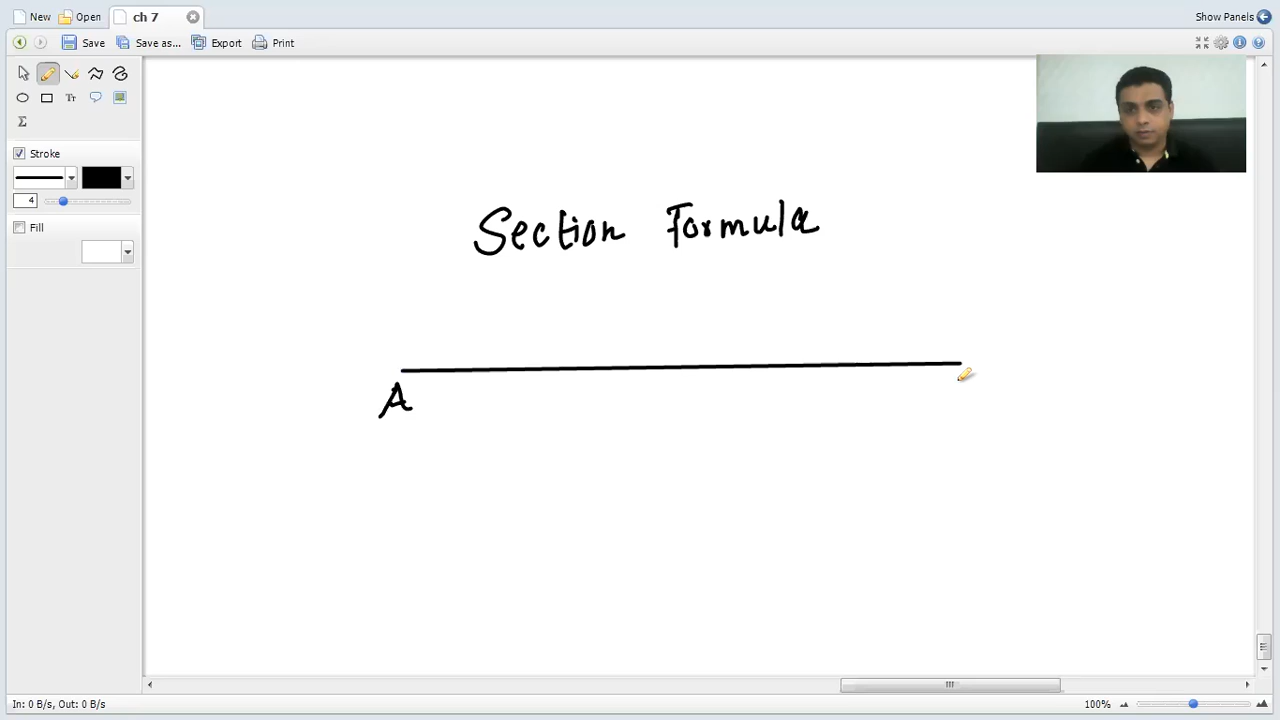 New Open ch 7 Show Panels
Save Save as... Export Print
Tт
Σ
Stroke
4
Fill
Section Formula
A
In: 0 B/s, Out: 0 B/s 100%